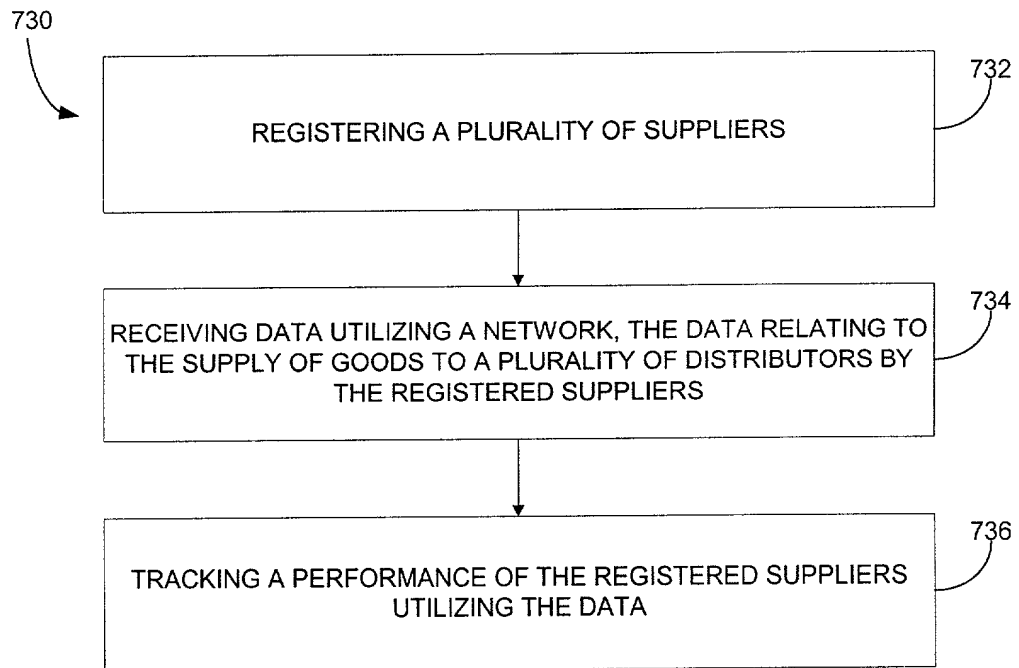 730
732
REGISTERING A PLURALITY OF SUPPLIERS
734
RECEIVING DATA UTILIZING A NETWORK, THE DATA RELATING TO
THE SUPPLY OF GOODS TO A PLURALITY OF DISTRIBUTORS BY
THE REGISTERED SUPPLIERS
736
TRACKING A PERFORMANCE OF THE REGISTERED SUPPLIERS
UTILIZING THE DATA